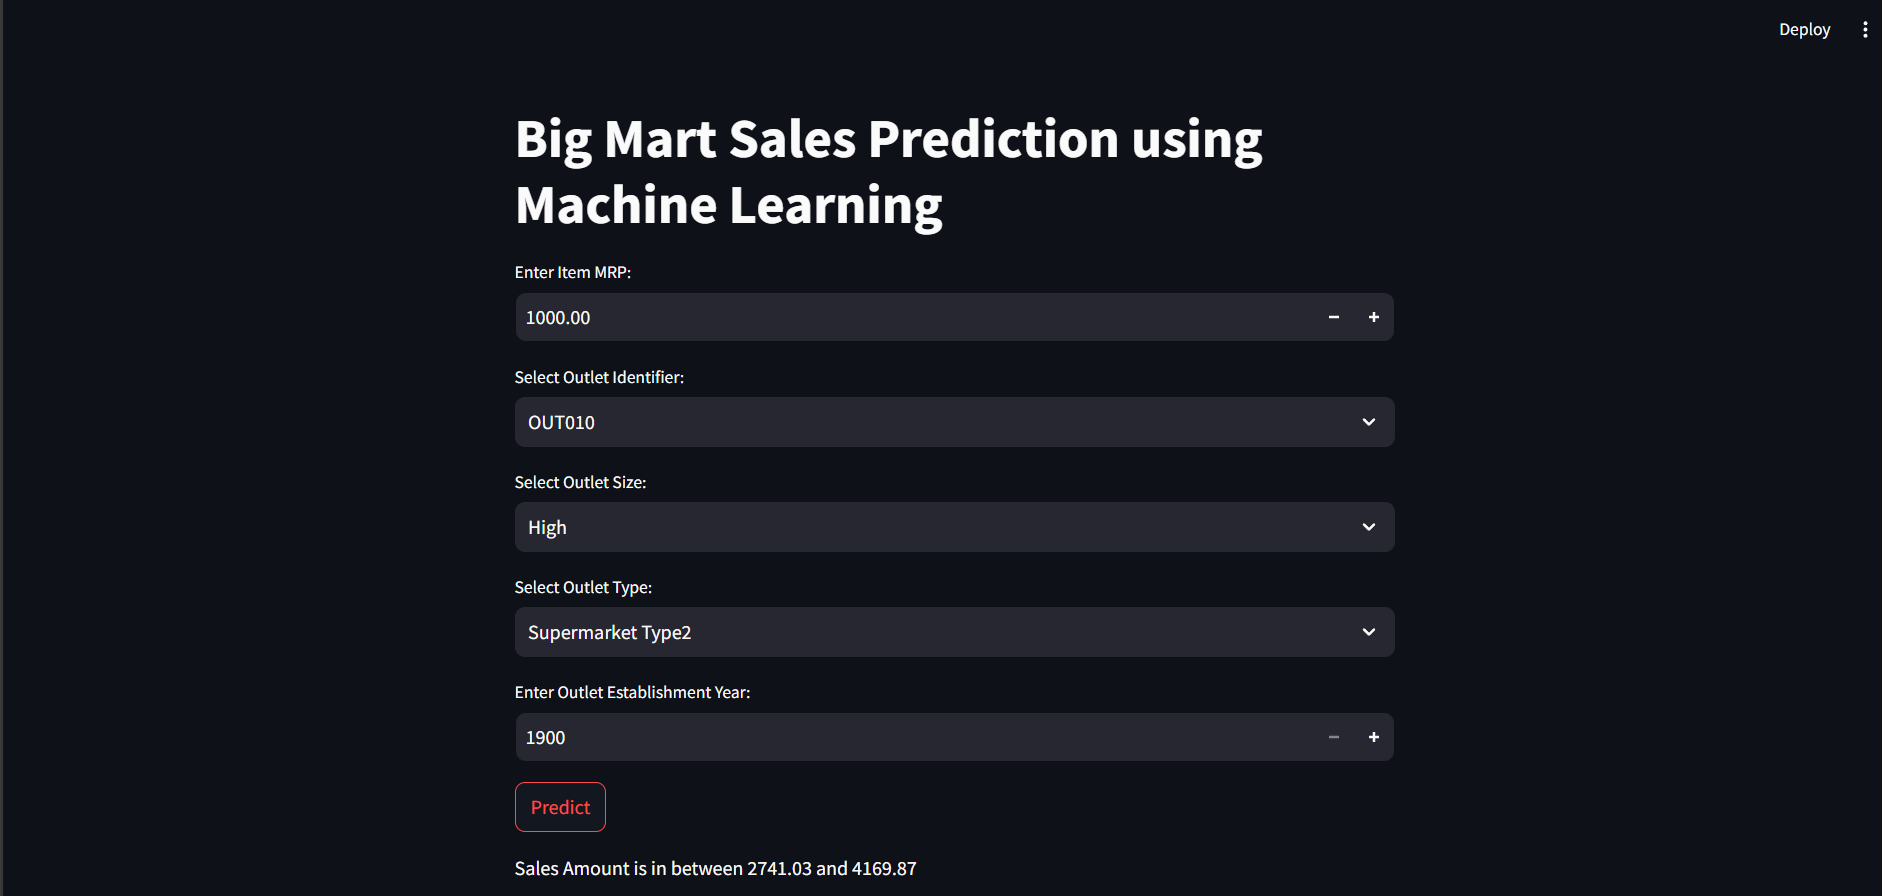 Deploy
Big Mart Sales Prediction using
Machine Learning
Enter Item MRP:
1000.00
Select Outlet Identifier:
OUT010
Select Outlet Size:
High
Select Outlet Type:
Supermarket Type2
Enter Outlet Establishment Year:
1900
Predict
Sales Amount is in between 2741.03 and 4169.87